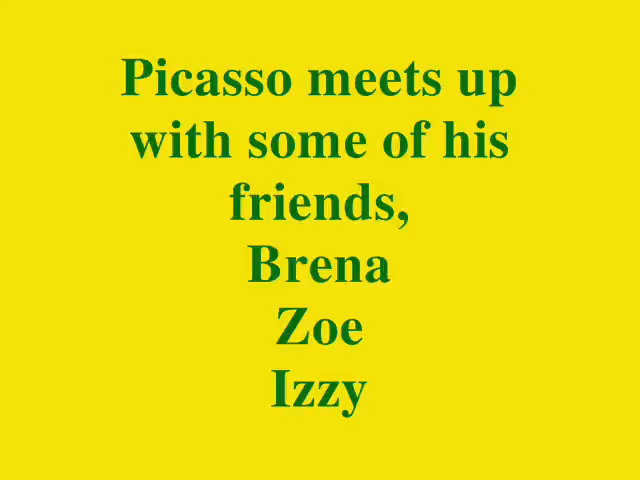 Picasso meets up
with some of his
friends,
Brena
Zoe
Izzy